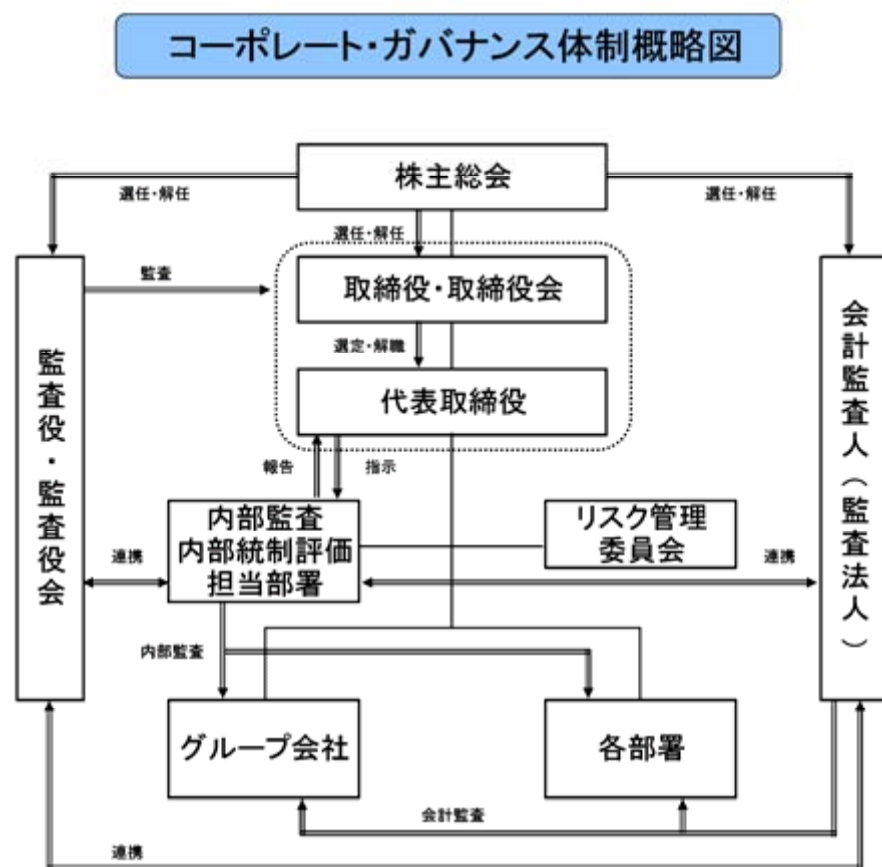 コーポレート・ガバナンス体制概略図
株主総会
選任・解任
選任・解任
選任・解任
監査
取締役・取締役会
選定・解職
代表取締役
監査役・監査役会
会計監査人（監査法人）
報告
指示
内部監査
内部統制評価
担当部署
リスク管理
委員会
連携
連携
内部監査
グループ会社
各部署
会計監査
連携